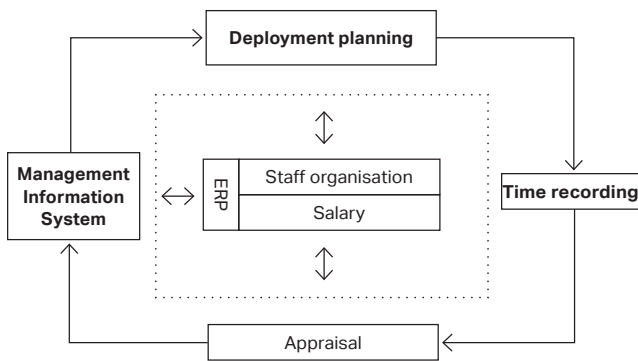 Deployment planning
Management
Information
System
ERP
Staff organisation
Salary
Time recording
Appraisal